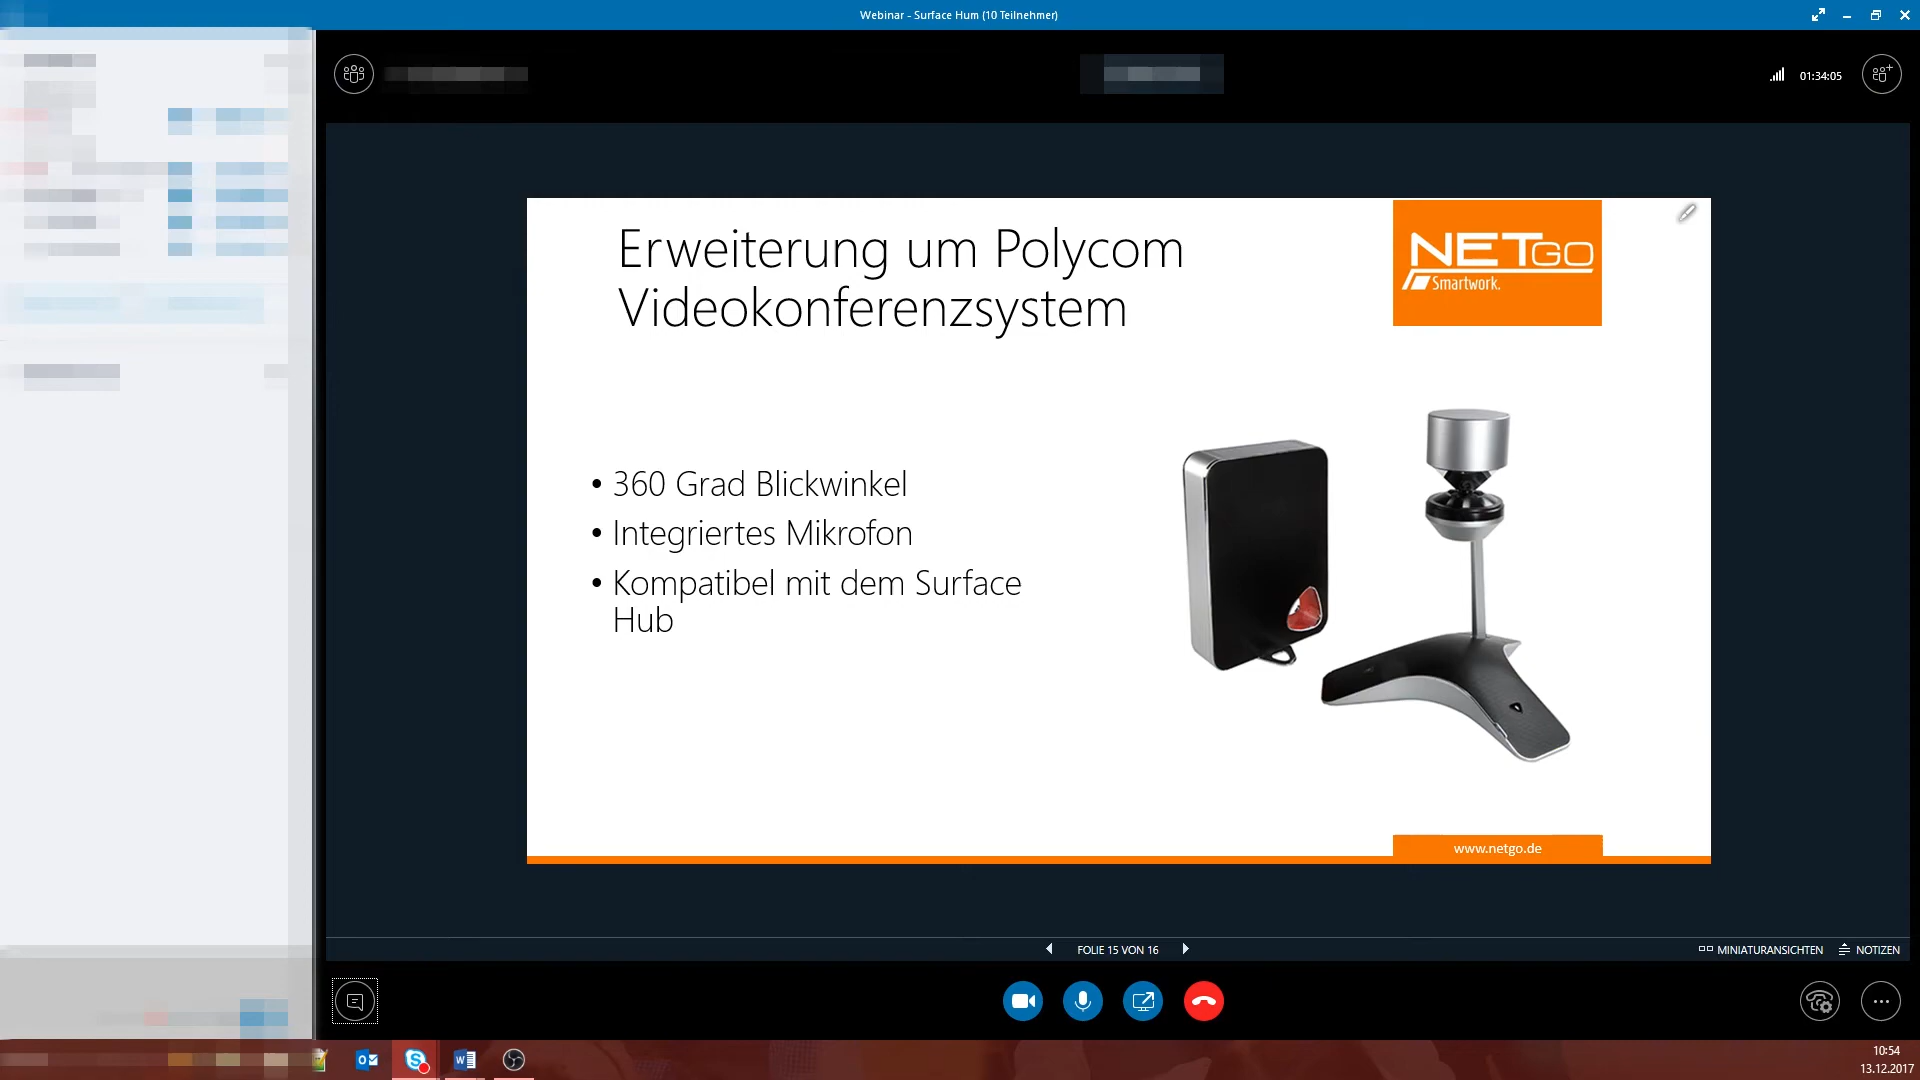 Webinar - Surface Hum (10 Teilnehmer)
01:34:05
Erweiterung um Polycom
Videokonferenzsystem
NETGO
Smartwork.
• 360 Grad Blickwinkel
• Integriertes Mikrofon
• Kompatibel mit dem Surface
Hub
www.netgo.de
FOLIE 15 VON 16
MINIATURANSICHTEN
NOTIZEN
10:54
13.12.2017